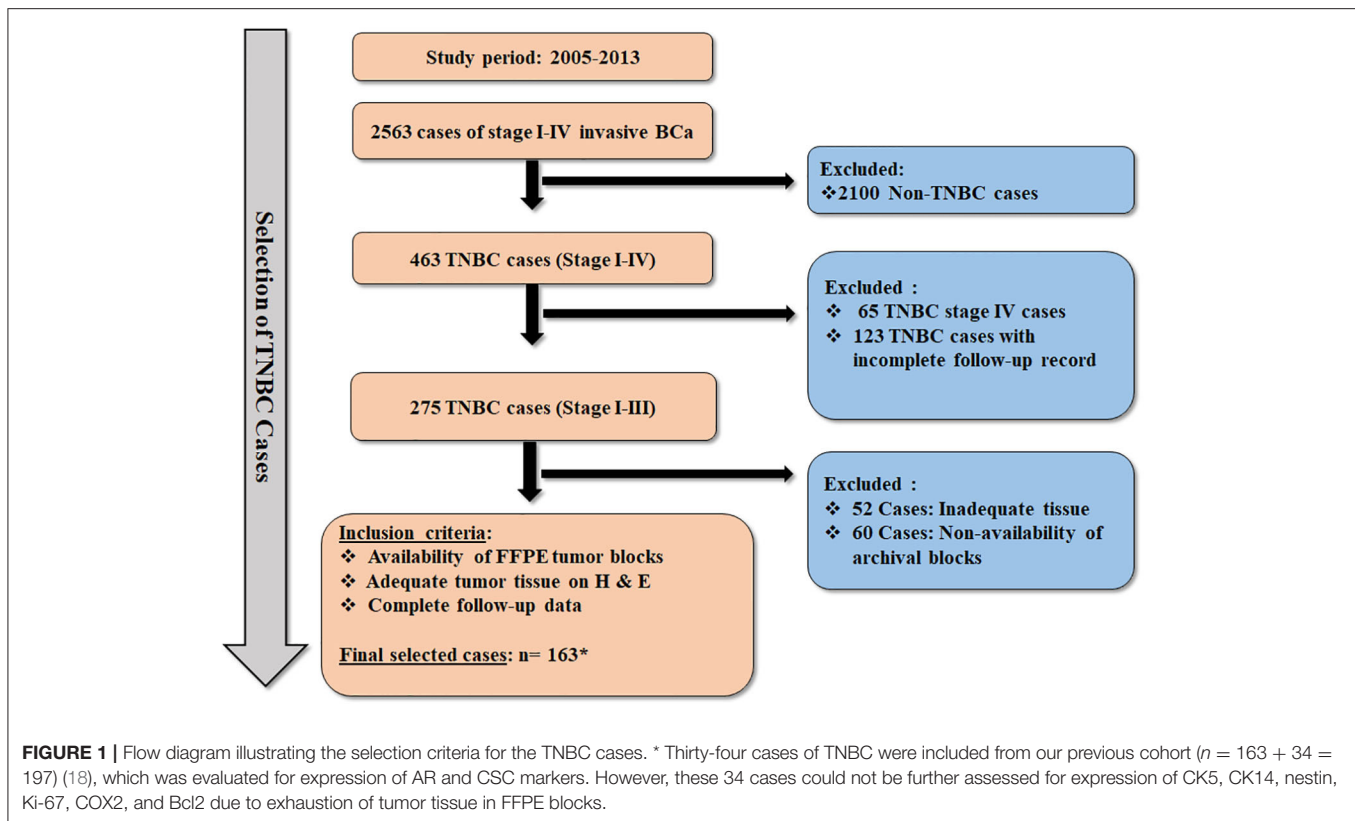 Selection of TNBC Cases
Study period: 2005-2013
2563 cases of stage I-IV invasive BCa
Excluded:
❖2100 Non-TNBC cases
463 TNBC cases (Stage I-IV)
Excluded :
❖ 65 TNBC stage IV cases
❖ 123 TNBC cases with
incomplete follow-up record
275 TNBC cases (Stage I-III)
Excluded :
❖ 52 Cases: Inadequate tissue
❖ 60 Cases: Non-availability of
archival blocks
Inclusion criteria:
❖ Availability of FFPE tumor blocks
❖ Adequate tumor tissue on H & E
❖ Complete follow-up data
Final selected cases: n= 163*
FIGURE 1 | Flow diagram illustrating the selection criteria for the TNBC cases. * Thirty-four cases of TNBC were included from our previous cohort (n = 163 + 34 =
197) (18), which was evaluated for expression of AR and CSC markers. However, these 34 cases could not be further assessed for expression of CK5, CK14, nestin,
Ki-67, COX2, and Bcl2 due to exhaustion of tumor tissue in FFPE blocks.